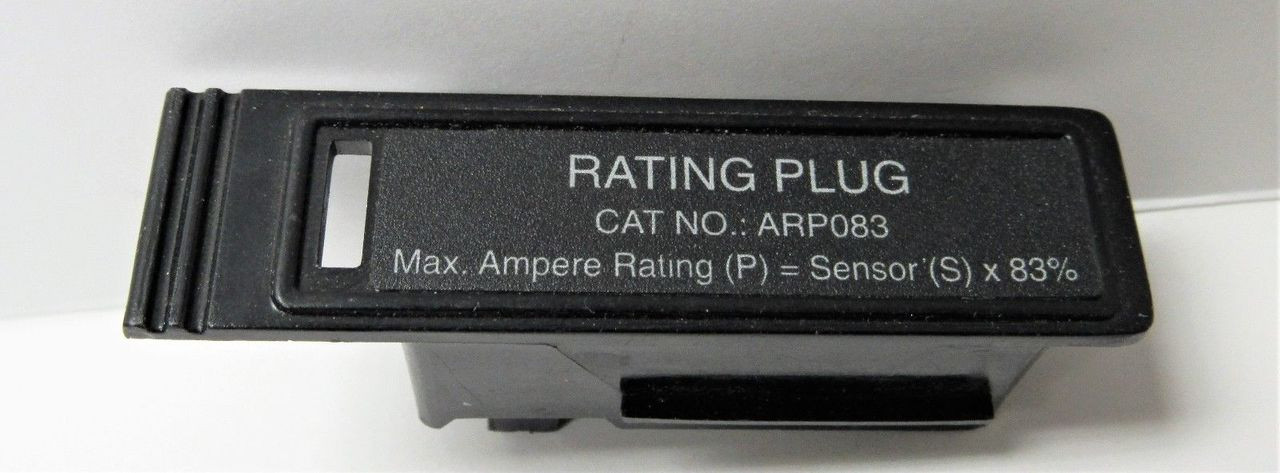 RATING PLUG
CAT NO.: ARP083
Max. Ampere Rating (P) = Sensor (S) x 83%